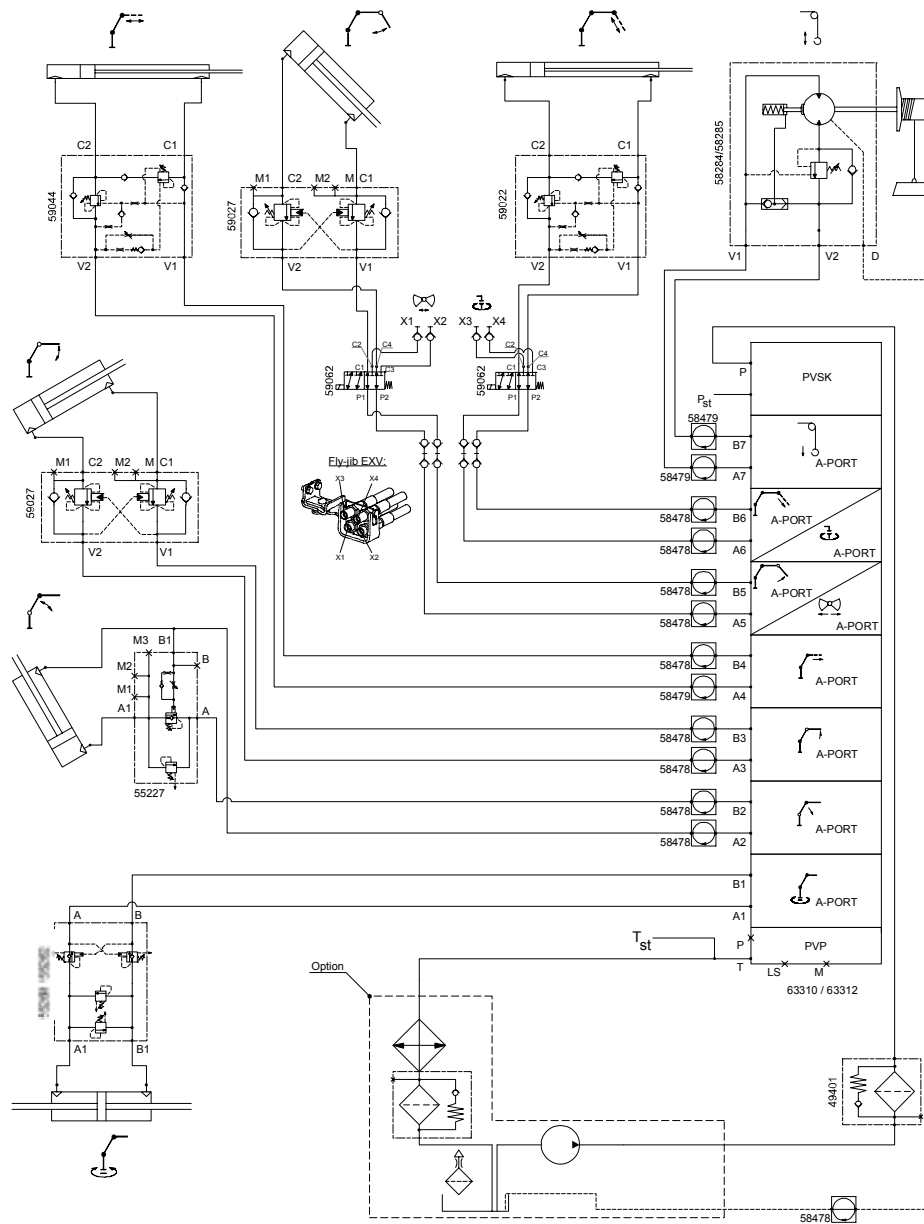 C2 C1
59044
V2 V1
M1 C2 M2 M C1
59027
V2 V1
C2 C1
59022
V2 V1
58284/58285
V1 V2 D
X1 X2 X3 X4
C2 C4
C1 C3
59062
P1 P2
C2 C4
C1 C3
59062
P1 P2
Fly-jib EXV:
X3 X4
X1 X2
M1 C2 M2 M C1
59027
V2 V1
M3 B1
B
M2
M1
A1 A
55227
P PVSK
Pst
58479 B7
A-PORT
58479 A7
58478 B6 A-PORT
58478 A6 A-PORT
58478 B5 A-PORT
58478 A5 A-PORT
58478 B4
A-PORT
58479 A4
58478 B3
A-PORT
58478 A3
58478 B2
A-PORT
58478 A2
B1
A-PORT
A1
Tst P PVP
T LS M
63310 / 63312
A B
A1 B1
Option
49401
58478